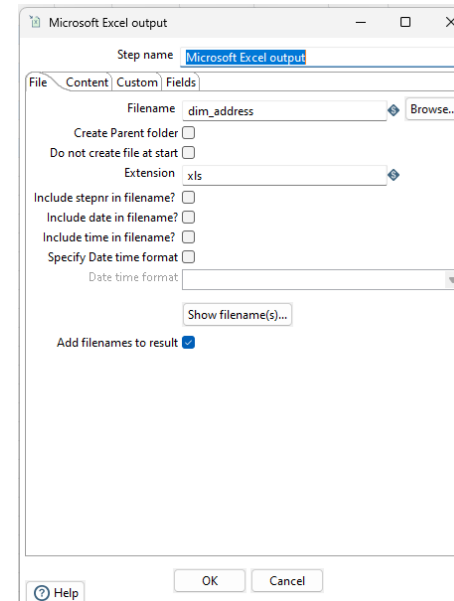 Microsoft Excel output
Step name Microsoft Excel output
File Content Custom Fields
Filename dim_address Browse...
Create Parent folder
Do not create file at start
Extension xls
Include stepnr in filename?
Include date in filename?
Include time in filename?
Specify Date time format
Date time format
Show filename(s)...
Add filenames to result
OK Cancel
Help